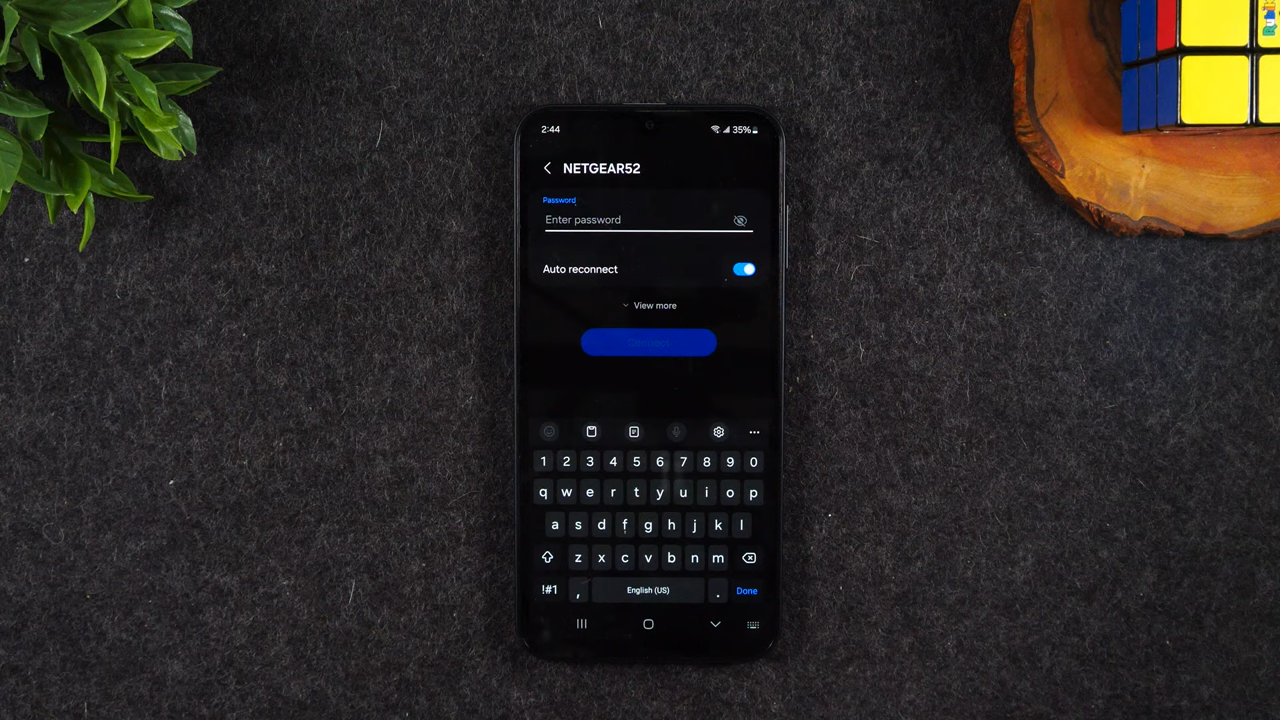 2:44 35%
NETGEAR52
Password
Enter password
Auto reconnect
View more
Connect
1 2 3 4 5 6 7 8 9 0
q w e r t y u i o p
a s d f g h j k l
z x c v b n m
!#1 , English (US) . Done